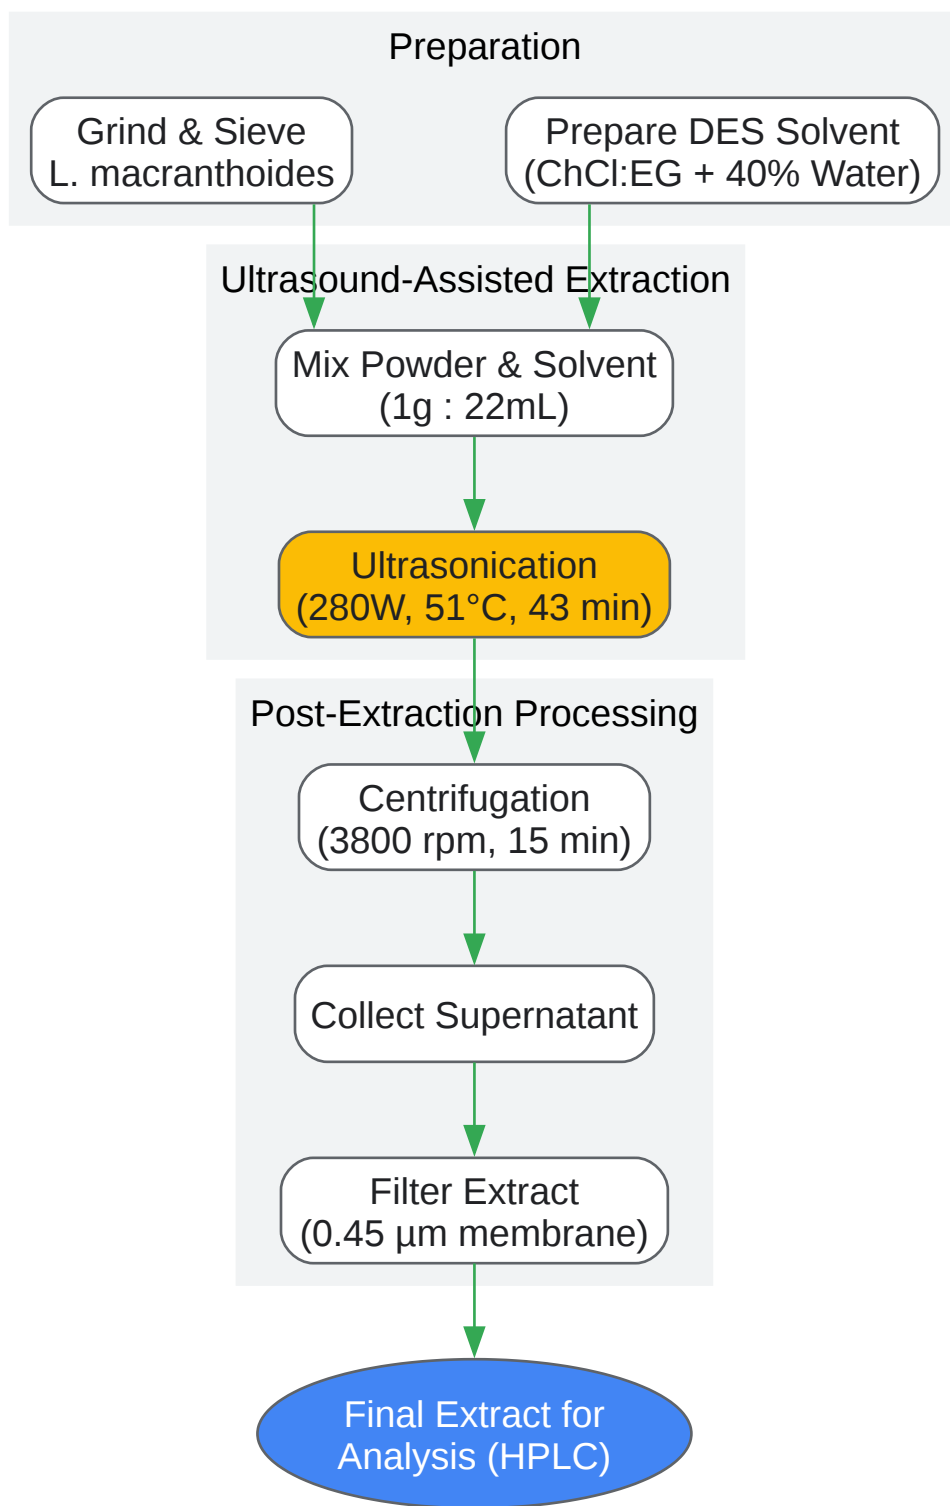 Preparation
Grind & Sieve
L. macranthoides
Prepare DES Solvent
(ChCl:EG + 40% Water)
Ultrasound-Assisted Extraction
Mix Powder & Solvent
(1g : 22mL)
Ultrasonication
(280W, 51°C, 43 min)
Post-Extraction Processing
Centrifugation
(3800 rpm, 15 min)
Collect Supernatant
Filter Extract
(0.45 µm membrane)
Final Extract for
Analysis (HPLC)